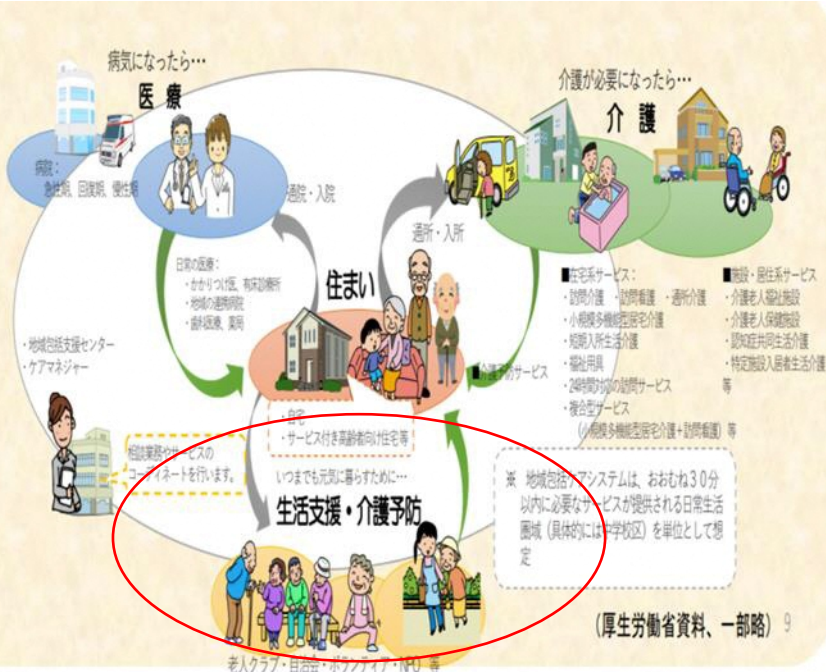 病気になったら…
医療
病院：
急性期、回復期、慢性期
通院・入院
日常の医療：
・かかりつけ医、有床診療所
・地域の連携病院
・歯科医療、薬局
介護が必要になったら…
介護
通所・入所
住まい
■在宅系サービス：
・訪問介護 ・訪問看護 ・通所介護
・小規模多機能型居宅介護
・短期入所生活介護
・福祉用具
・24時間対応の訪問サービス
・複合型サービス
（小規模多機能型居宅介護＋訪問看護）等
■施設・居住系サービス
・介護老人福祉施設
・介護老人保健施設
・認知症共同生活介護
・特定施設入居者生活介護
等
■介護予防サービス
・地域包括支援センター
・ケアマネジャー
相談業務やサービスの
コーディネートを行います。
・自宅
・サービス付き高齢者向け住宅等
いつまでも元気に暮らすために…
生活支援・介護予防
※ 地域包括ケアシステムは、おおむね３０分
以内に必要なサービスが提供される日常生活
圏域（具体的には中学校区）を単位として想
定
老人クラブ・自治会・ボランティア・NPO 等
（厚生労働省資料、一部略） 9